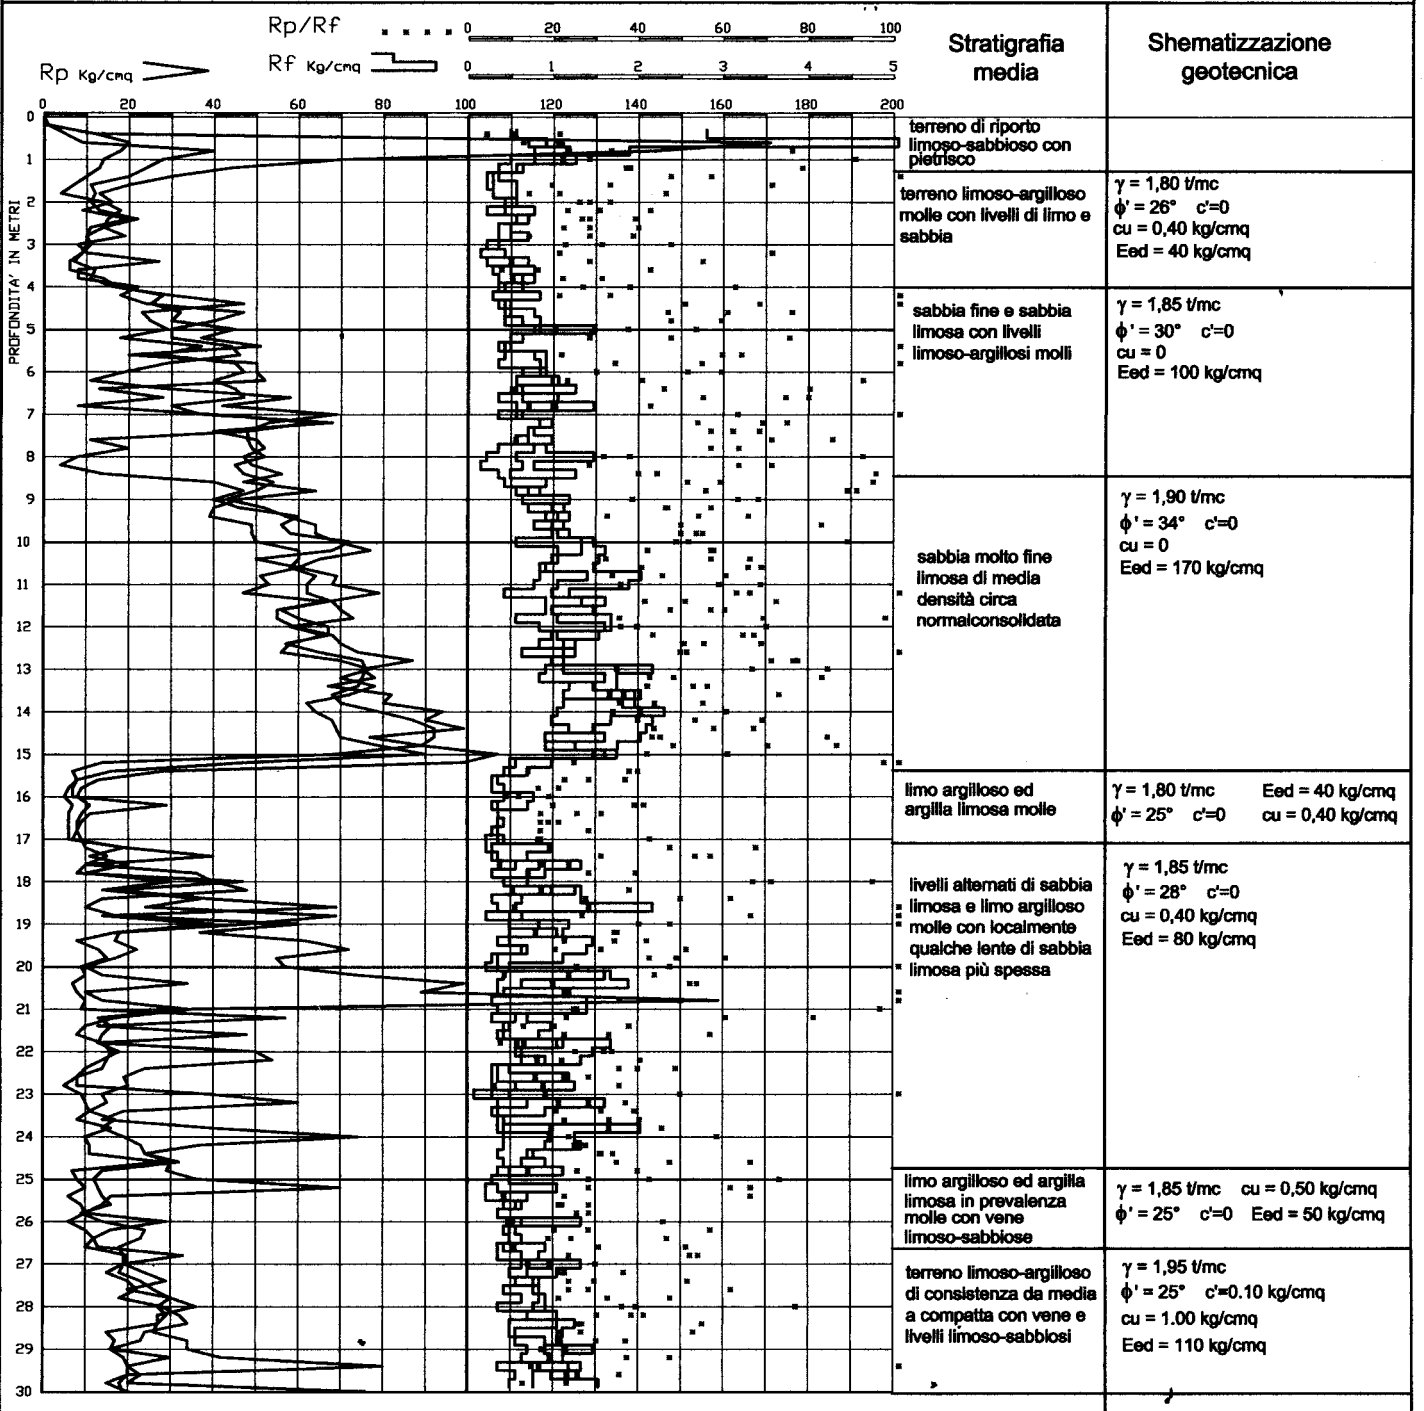 Rp/Rf 0 20 40 60 80 100
Rf Kg/cmq 0 1 2 3 4 5
Rp Kg/cmq
0 20 40 60 80 100 120 140 160 180 200
Stratigrafia
media
Shematizzazione
geotecnica
PROFONDITA' IN METRI
0
1
2
3
4
5
6
7
8
9
10
11
12
13
14
15
16
17
18
19
20
21
22
23
24
25
26
27
28
29
30
terreno di riporto
limoso-sabbioso con
pietrisco
terreno limoso-argilloso
molle con livelli di limo e
sabbia
γ = 1,80 t/mc
ϕ' = 26° c'=0
cu = 0,40 kg/cmq
Eed = 40 kg/cmq
sabbia fine e sabbia
limosa con livelli
limoso-argillosi molli
γ = 1,85 t/mc
ϕ' = 30° c'=0
cu = 0
Eed = 100 kg/cmq
sabbia molto fine
limosa di media
densità circa
normalconsolidata
γ = 1,90 t/mc
ϕ' = 34° c'=0
cu = 0
Eed = 170 kg/cmq
limo argilloso ed
argilla limosa molle
γ = 1,80 t/mc Eed = 40 kg/cmq
ϕ' = 25° c'=0 cu = 0,40 kg/cmq
livelli alternati di sabbia
limosa e limo argilloso
molle con localmente
qualche lente di sabbia
limosa più spessa
γ = 1,85 t/mc
ϕ' = 28° c'=0
cu = 0,40 kg/cmq
Eed = 80 kg/cmq
limo argilloso ed argilla
limosa in prevalenza
molle con vene
limoso-sabbiose
γ = 1,85 t/mc cu = 0,50 kg/cmq
ϕ' = 25° c'=0 Eed = 50 kg/cmq
terreno limoso-argilloso
di consistenza da media
a compatta con vene e
livelli limoso-sabbiosi
γ = 1,95 t/mc
ϕ' = 25° c'=0.10 kg/cmq
cu = 1.00 kg/cmq
Eed = 110 kg/cmq